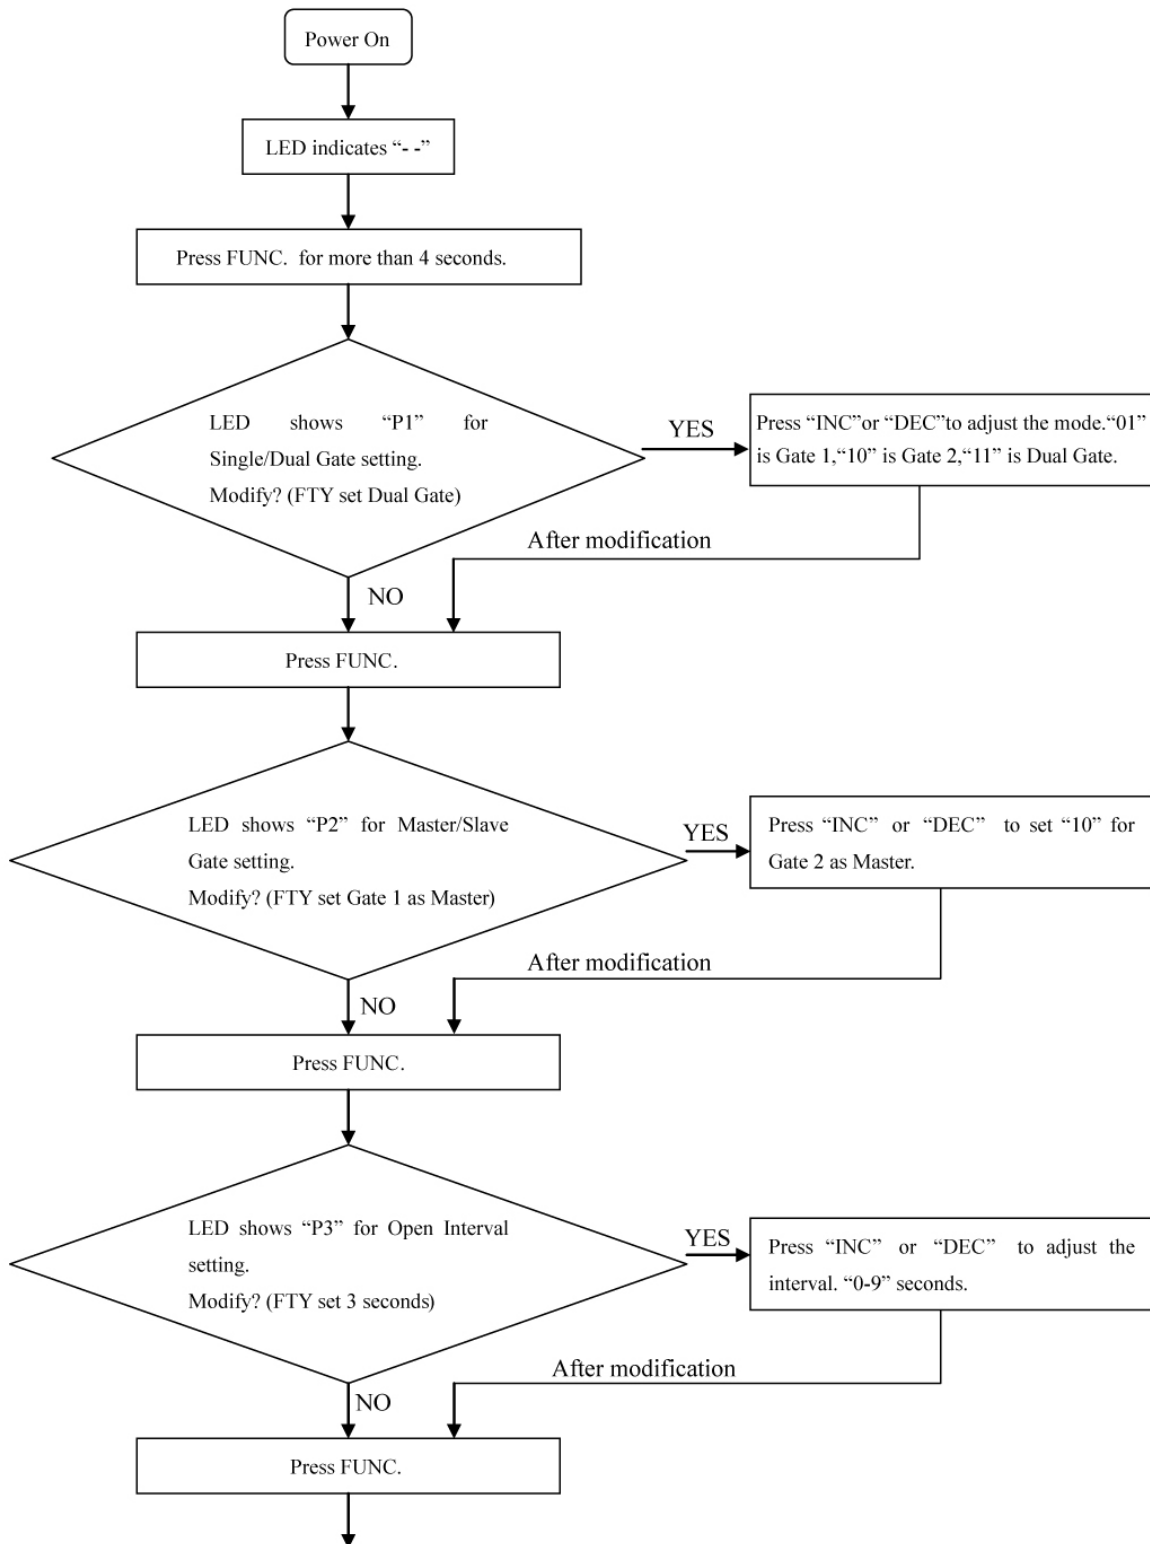 Power On
LED indicates “- -”
Press FUNC.  for more than 4 seconds.
LED shows “P1” for
Single/Dual Gate setting.
Modify? (FTY set Dual Gate)
YES
Press “INC”or “DEC”to adjust the mode.“01”
is Gate 1,“10” is Gate 2,“11” is Dual Gate.
After modification
NO
Press FUNC.
LED shows “P2” for Master/Slave
Gate setting.
Modify? (FTY set Gate 1 as Master)
YES
Press “INC” or “DEC” to set “10” for
Gate 2 as Master.
After modification
NO
Press FUNC.
LED shows “P3” for Open Interval
setting.
Modify? (FTY set 3 seconds)
YES
Press “INC” or “DEC” to adjust the
interval. “0-9” seconds.
After modification
NO
Press FUNC.